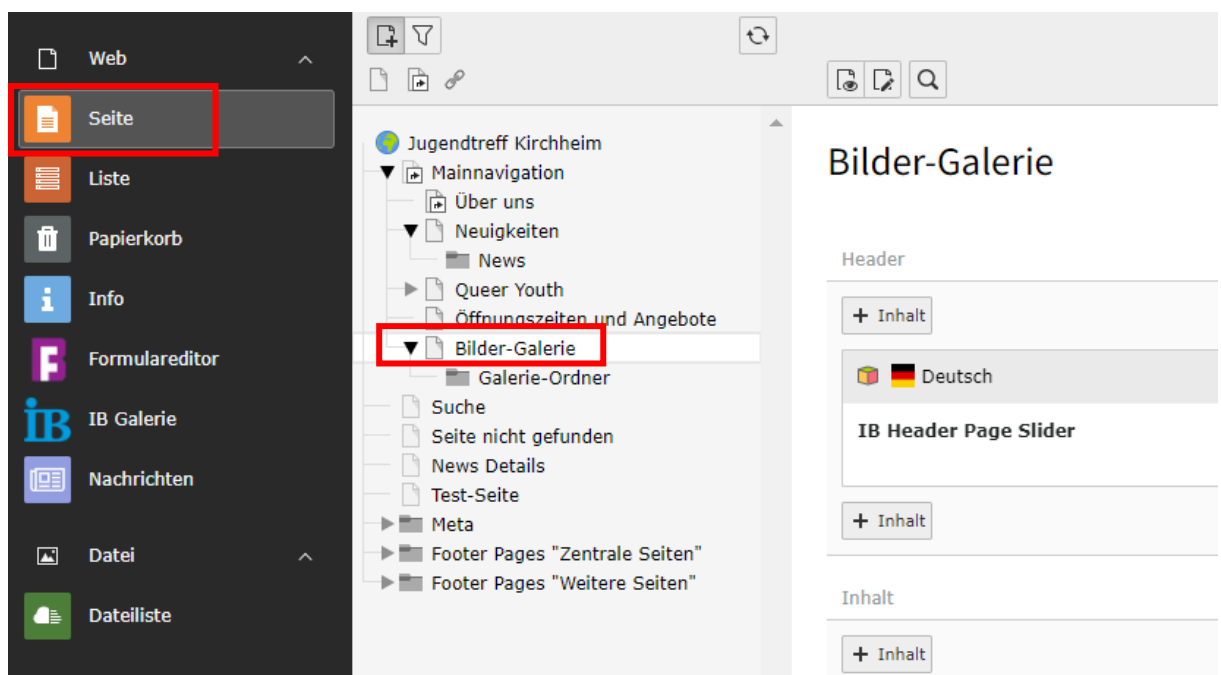 Web
Seite
Liste
Papierkorb
Info
Formulareditor
IB Galerie
Nachrichten
Datei
Dateiliste
Jugendtreff Kirchheim
Mainnavigation
Über uns
Neuigkeiten
News
Queer Youth
Öffnungszeiten und Angebote
Bilder-Galerie
Galerie-Ordner
Suche
Seite nicht gefunden
News Details
Test-Seite
Meta
Footer Pages "Zentrale Seiten"
Footer Pages "Weitere Seiten"
Bilder-Galerie
Header
+ Inhalt
Deutsch
IB Header Page Slider
+ Inhalt
Inhalt
+ Inhalt